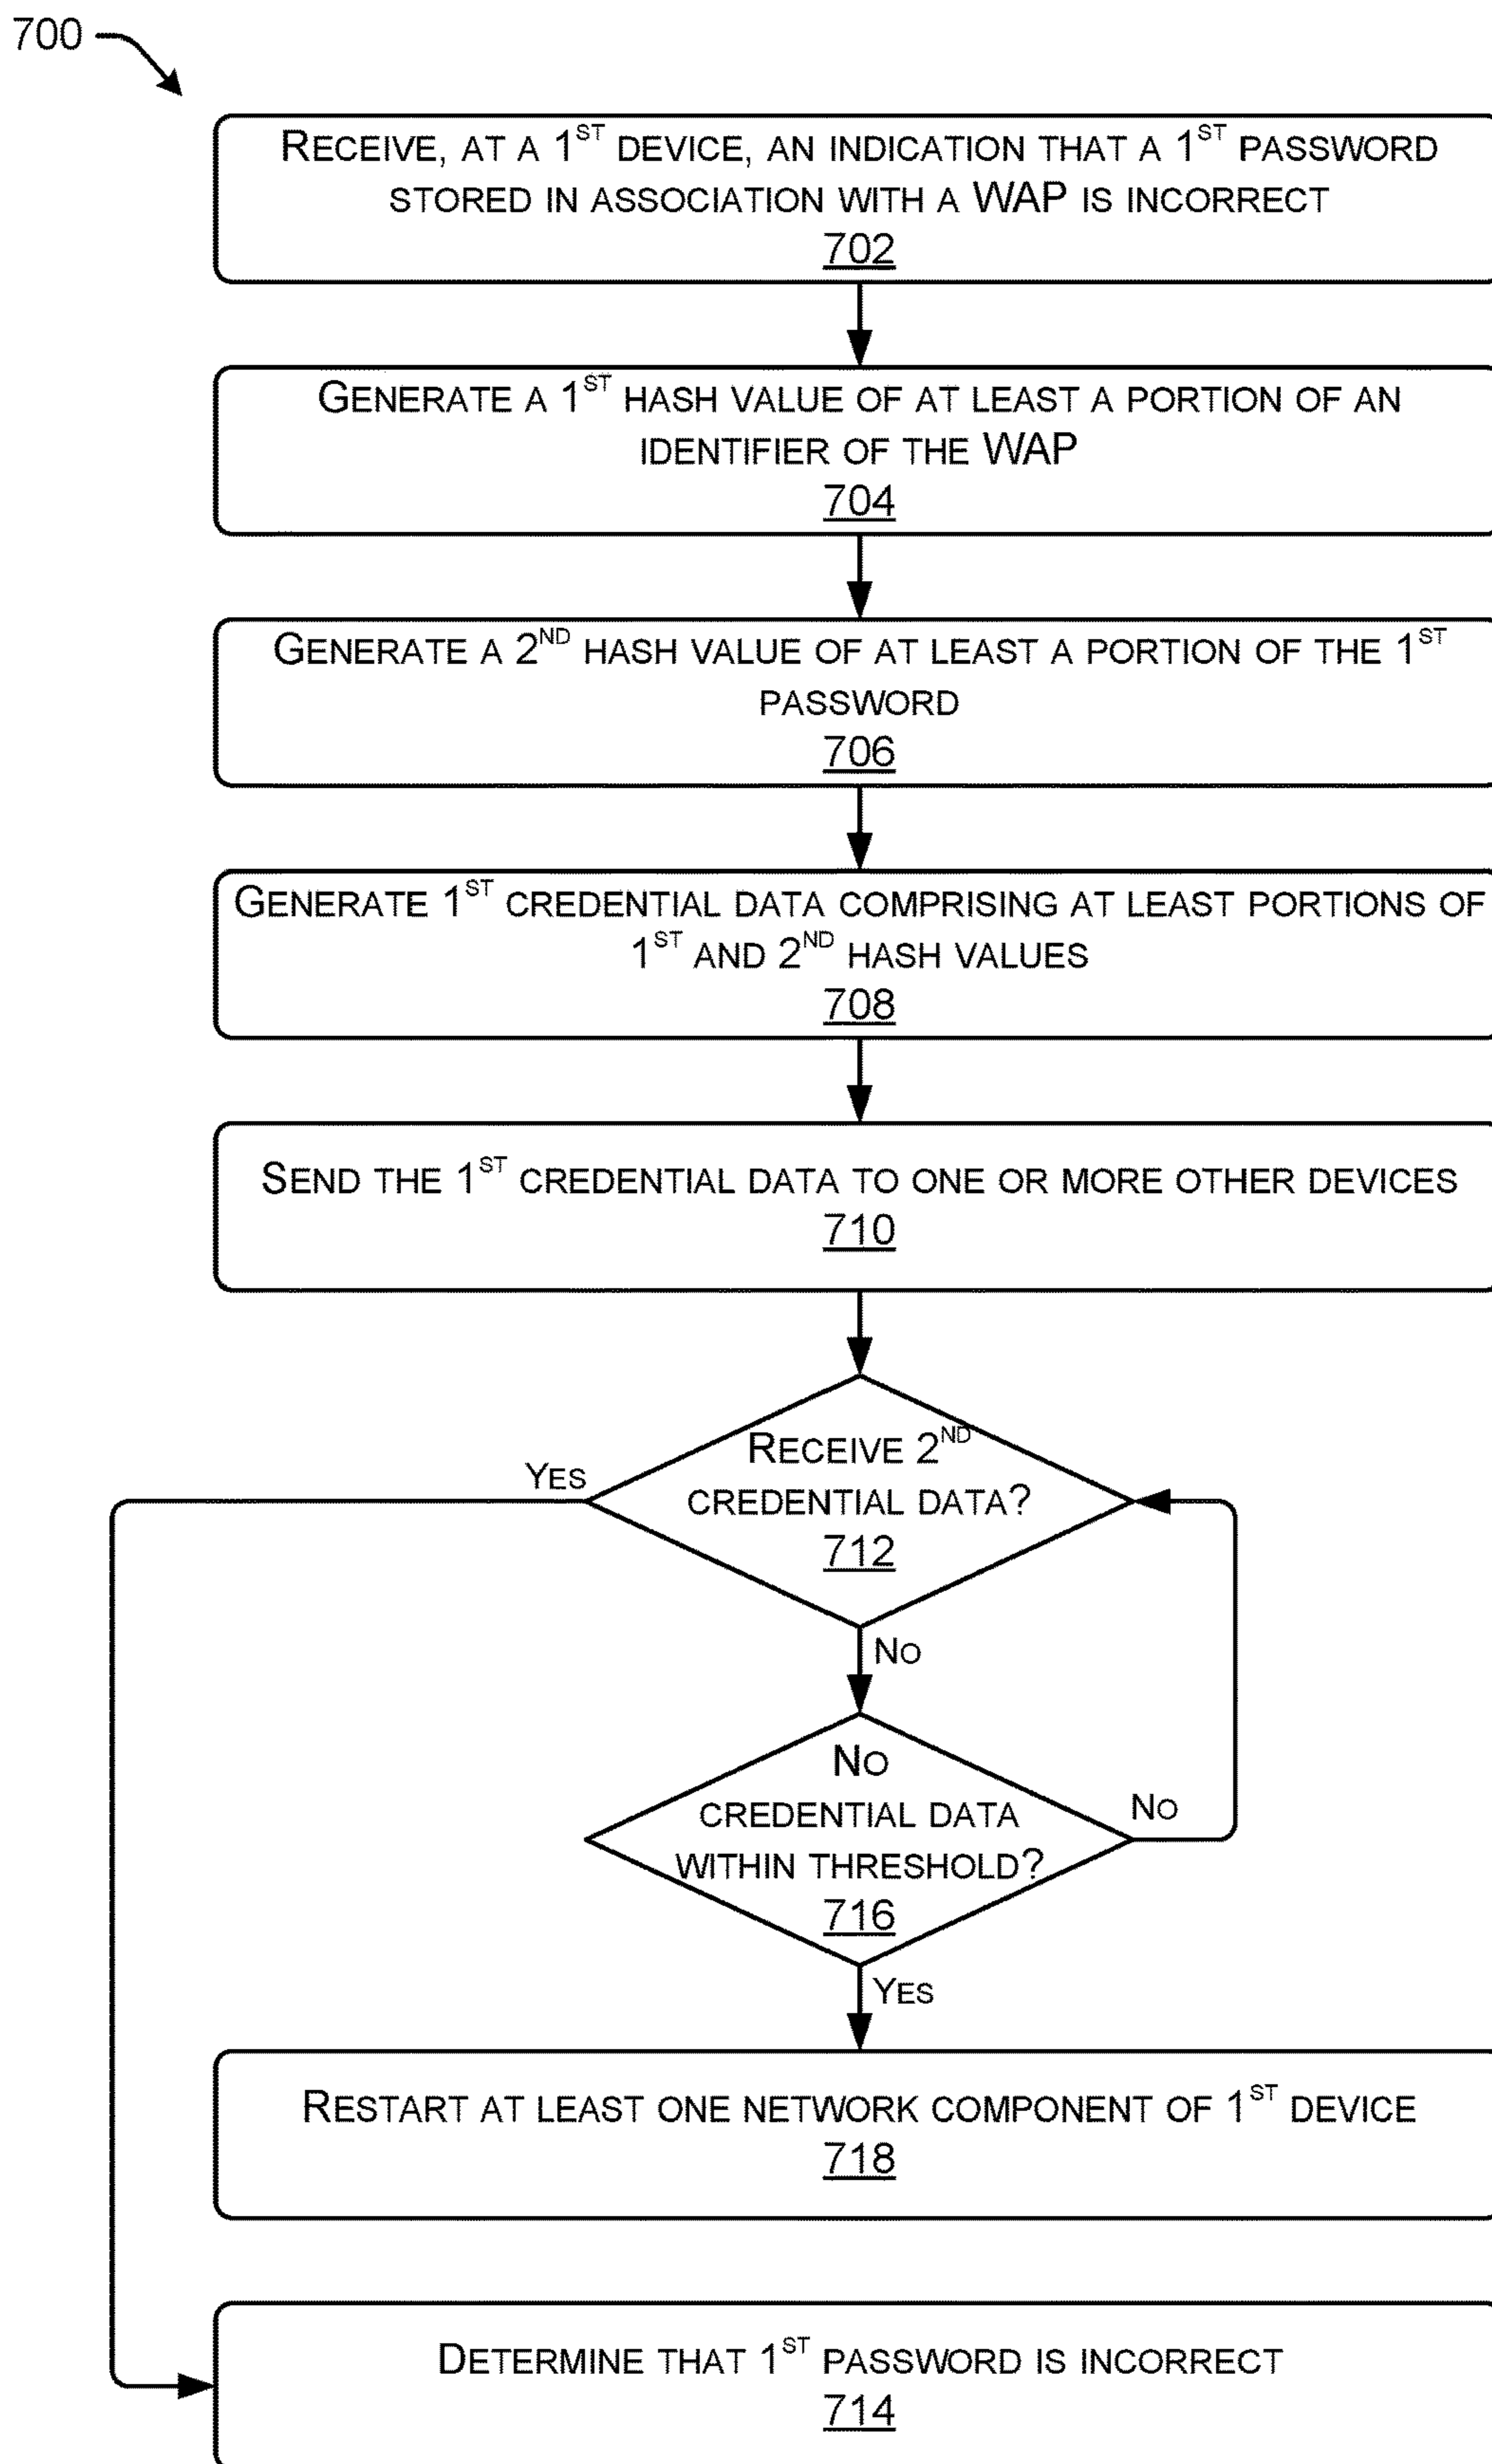 700
RECEIVE, AT A 1ST DEVICE, AN INDICATION THAT A 1ST PASSWORD
STORED IN ASSOCIATION WITH A WAP IS INCORRECT
702
GENERATE A 1ST HASH VALUE OF AT LEAST A PORTION OF AN
IDENTIFIER OF THE WAP
704
GENERATE A 2ND HASH VALUE OF AT LEAST A PORTION OF THE 1ST
PASSWORD
706
GENERATE 1ST CREDENTIAL DATA COMPRISING AT LEAST PORTIONS OF
1ST AND 2ND HASH VALUES
708
SEND THE 1ST CREDENTIAL DATA TO ONE OR MORE OTHER DEVICES
710
RECEIVE 2ND
YES
CREDENTIAL DATA?
712
NO
NO
CREDENTIAL DATA
NO
WITHIN THRESHOLD?
716
YES
RESTART AT LEAST ONE NETWORK COMPONENT OF 1ST DEVICE
718
DETERMINE THAT 1ST PASSWORD IS INCORRECT
714